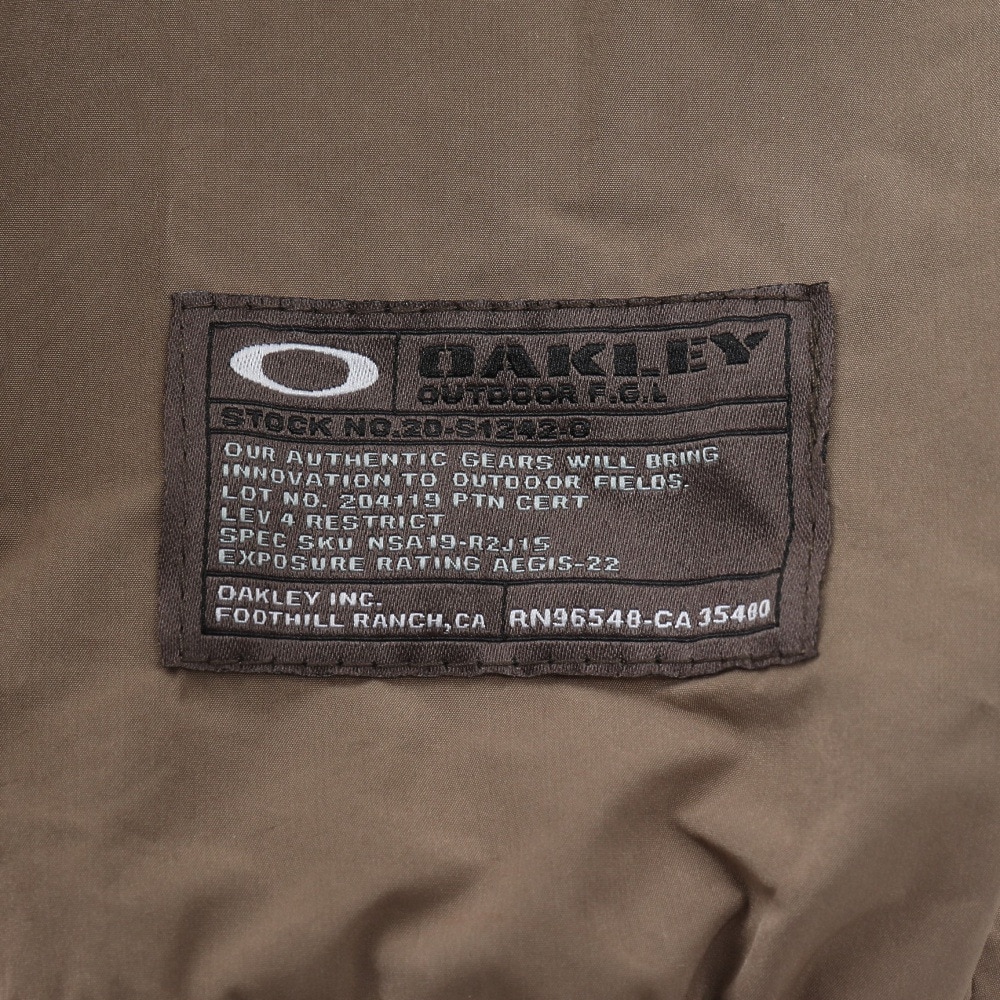 OAKLEY
OUTDOOR F.G.L
STOCK NO.20-S1242-G
OUR AUTHENTIC GEARS WILL BRING
INNOVATION TO OUTDOOR FIELDS.
LOT NO. 204119 PTN CERT
LEV 4 RESTRICT
SPEC SKU NSA19-R2J15
EXPOSURE RATING AEGIS-22
OAKLEY INC.
FOOTHILL RANCH,CA
RN96548-CA 35480